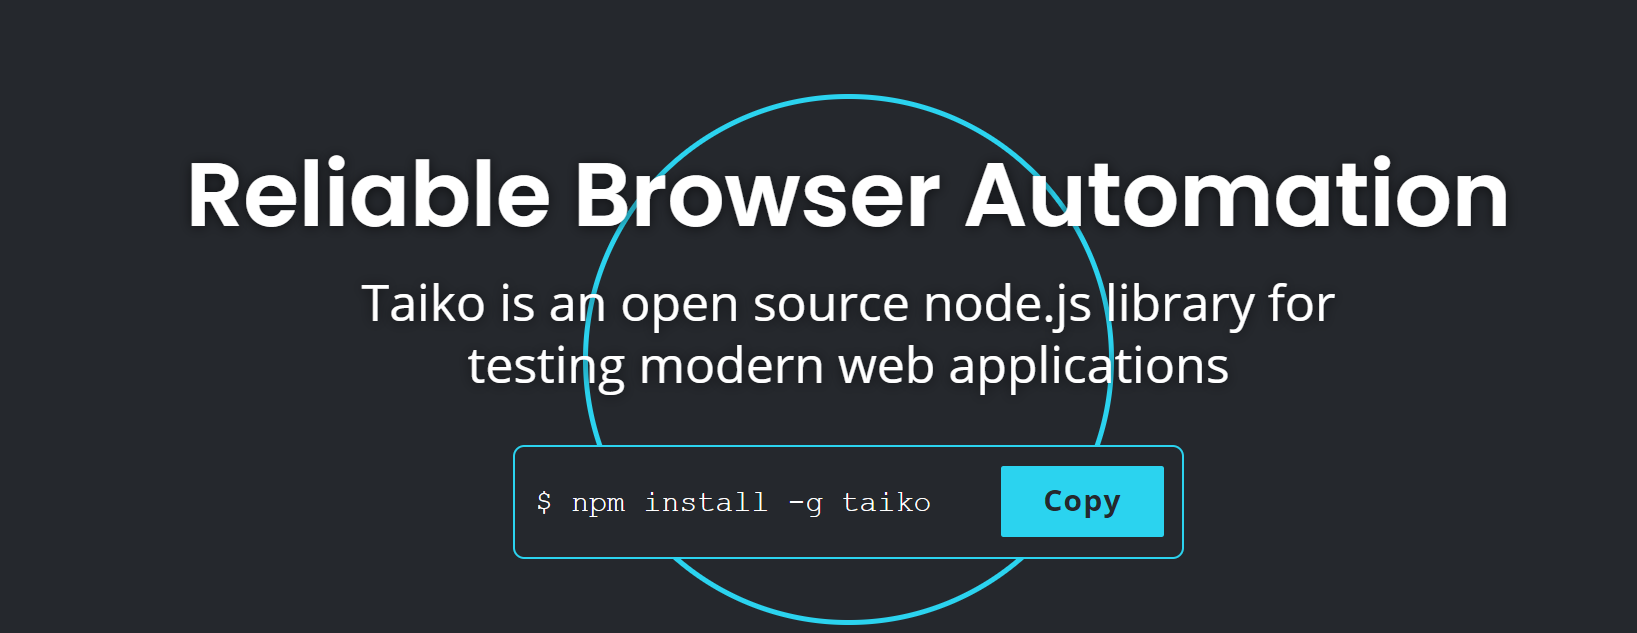 Reliable Browser Automation
Taiko is an open source node.js library for
testing modern web applications
$ npm install -g taiko
Copy